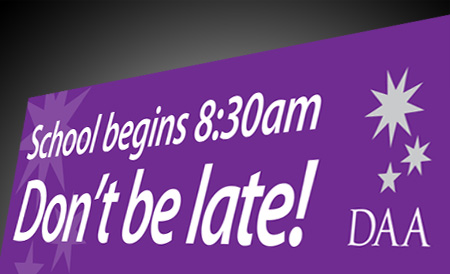 School begins 8:30am
Don't be late!
DAA